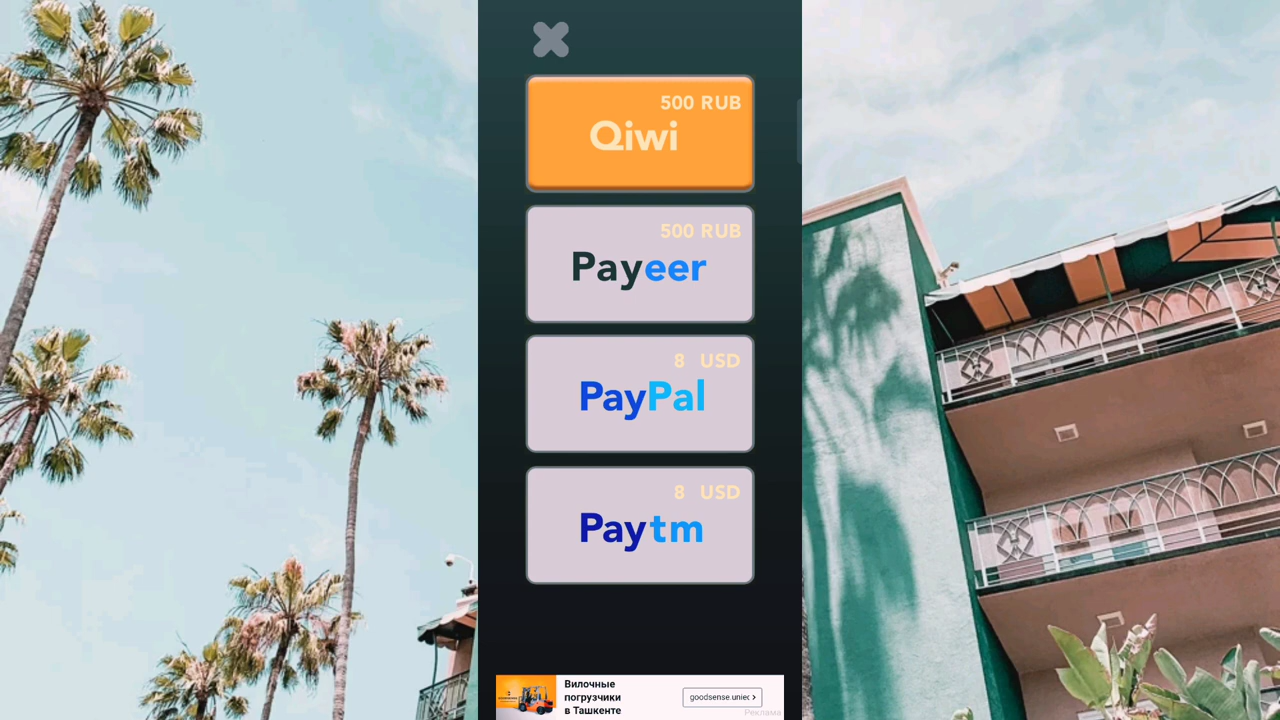 500 RUB
Qiwi
500 RUB
Payeer
8 USD
PayPal
8 USD
Paytm
Вилочные
погрузчики
в Ташкенте
goodsense.uniec
Реклама